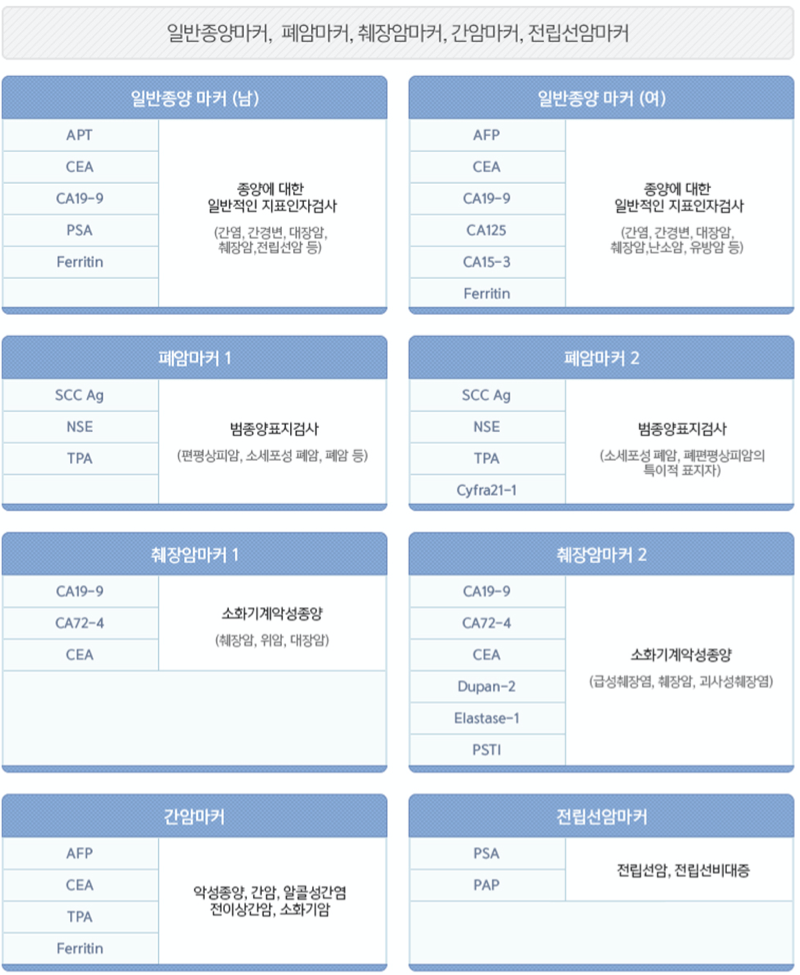 일반종양마커, 폐암마커, 췌장암마커, 간암마커, 전립선암마커
일반종양 마커 (남)
APT
CEA
CA19-9
PSA
Ferritin
종양에 대한
일반적인 지표인자검사
(간염, 간경변, 대장암,
췌장암,전립선암 등)
일반종양 마커 (여)
AFP
CEA
CA19-9
CA125
CA15-3
Ferritin
종양에 대한
일반적인 지표인자검사
(간염, 간경변, 대장암,
췌장암,난소암, 유방암 등)
폐암마커 1
SCC Ag
NSE
TPA
범종양표지검사
(편평상피암, 소세포성 폐암, 폐암 등)
폐암마커 2
SCC Ag
NSE
TPA
Cyfra21-1
범종양표지검사
(소세포성 폐암, 폐편평상피암의
특이적 표지자)
췌장암마커 1
CA19-9
CA72-4
CEA
소화기계악성종양
(췌장암, 위암, 대장암)
췌장암마커 2
CA19-9
CA72-4
CEA
Dupan-2
Elastase-1
PSTI
소화기계악성종양
(급성췌장염, 췌장암, 괴사성췌장염)
간암마커
AFP
CEA
TPA
Ferritin
악성종양, 간암, 알콜성간염
전이상간암, 소화기암
전립선암마커
PSA
PAP
전립선암, 전립선비대증